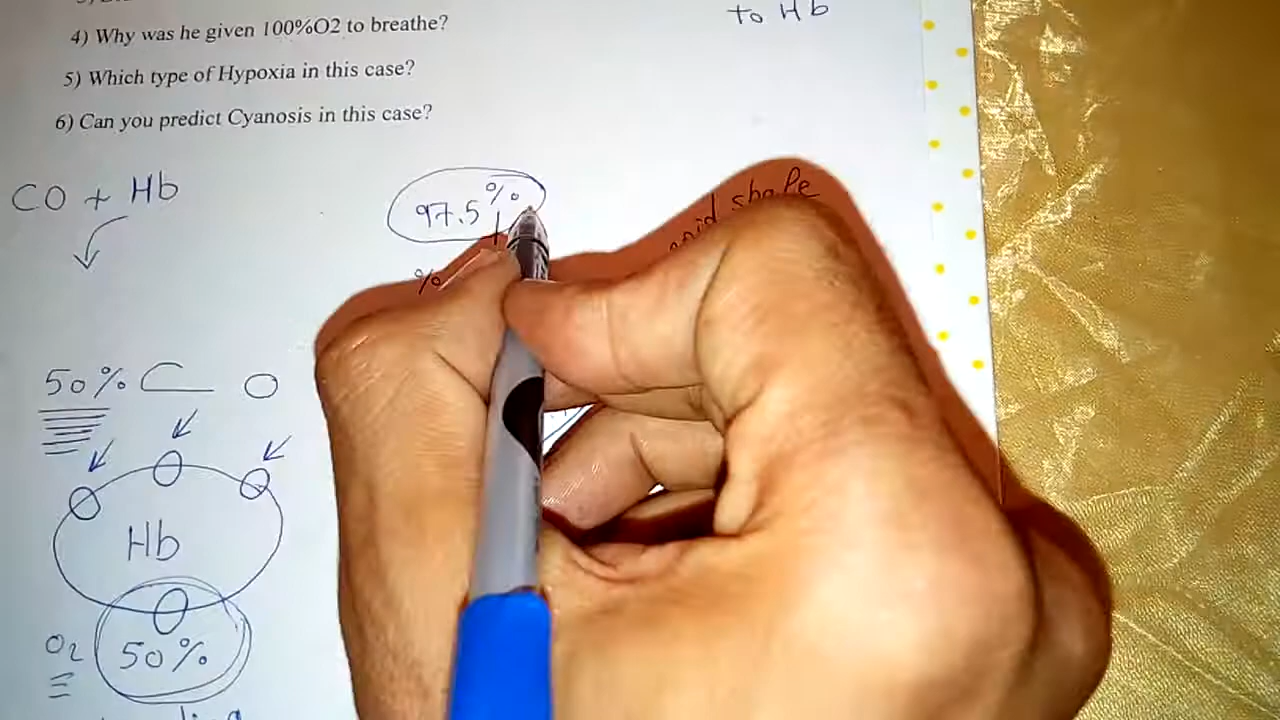 4) Why was he given 100%O2 to breathe?
to Hb
5) Which type of Hypoxia in this case?
6) Can you predict Cyanosis in this case?
CO + Hb
97.5%
shape
%
50% C O
Hb
O2
50%